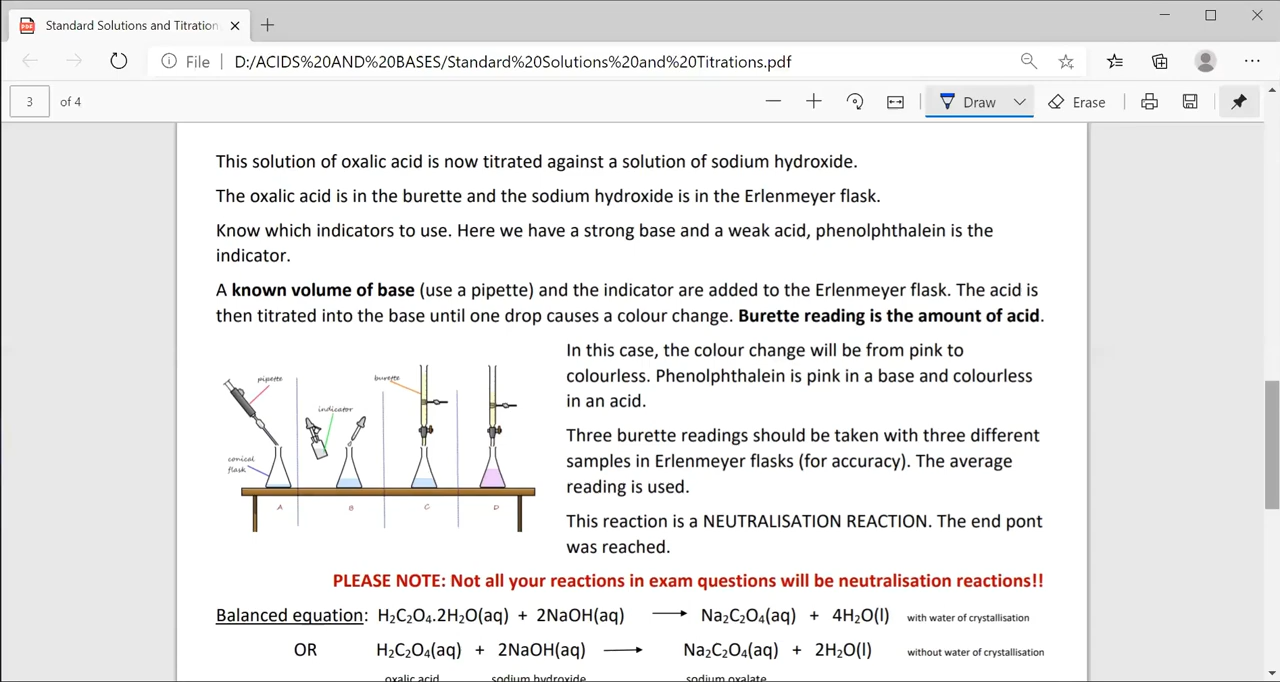 Standard Solutions and Titration
File
D:/ACIDS%20AND%20BASES/Standard%20Solutions%20and%20Titrations.pdf
3 of 4
Draw
Erase
This solution of oxalic acid is now titrated against a solution of sodium hydroxide.
The oxalic acid is in the burette and the sodium hydroxide is in the Erlenmeyer flask.
Know which indicators to use. Here we have a strong base and a weak acid, phenolphthalein is the
indicator.
A known volume of base (use a pipette) and the indicator are added to the Erlenmeyer flask. The acid is
then titrated into the base until one drop causes a colour change. Burette reading is the amount of acid.
pipette
burette
indicator
conical
flask
A B C D
In this case, the colour change will be from pink to
colourless. Phenolphthalein is pink in a base and colourless
in an acid.
Three burette readings should be taken with three different
samples in Erlenmeyer flasks (for accuracy). The average
reading is used.
This reaction is a NEUTRALISATION REACTION. The end pont
was reached.
PLEASE NOTE: Not all your reactions in exam questions will be neutralisation reactions!!
Balanced equation: H₂C₂O₄.2H₂O(aq) + 2NaOH(aq) → Na₂C₂O₄(aq) + 4H₂O(l) with water of crystallisation
OR H₂C₂O₄(aq) + 2NaOH(aq) → Na₂C₂O₄(aq) + 2H₂O(l) without water of crystallisation
oxalic acid sodium hydroxide sodium oxalate